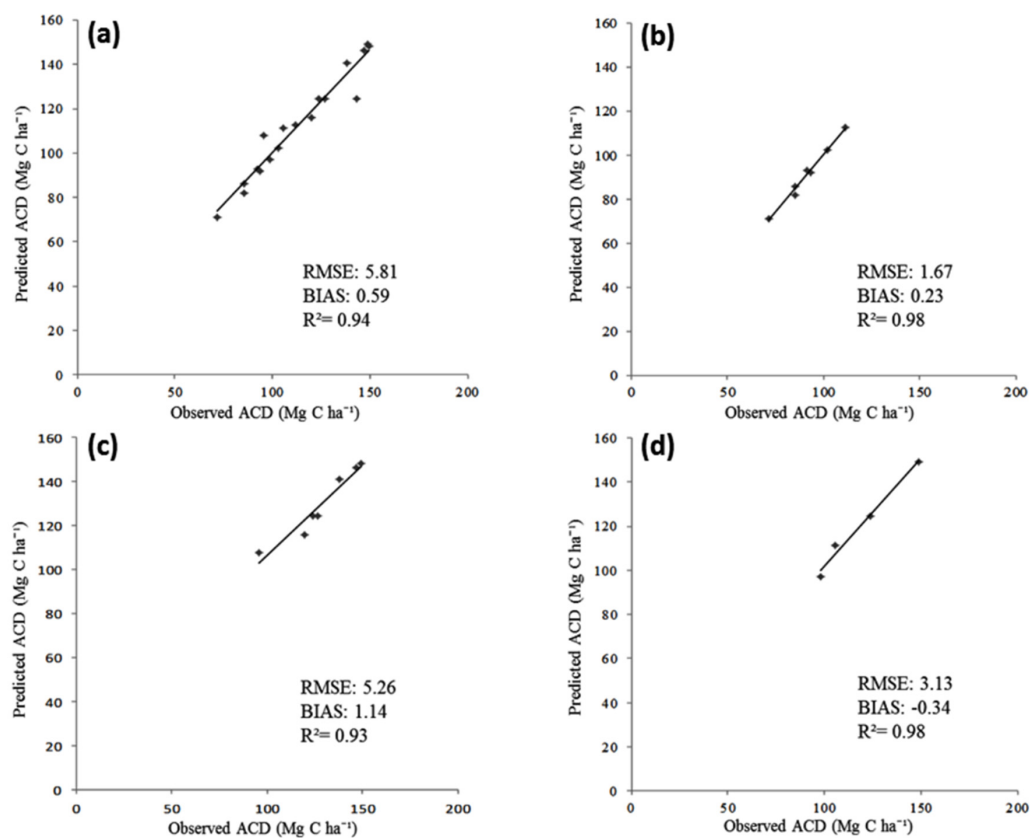 (a)
160
140
120
100
80
60
40
20
0
Predicted ACD (Mg C ha⁻¹)
RMSE: 5.81
BIAS: 0.59
R²= 0.94
0 50 100 150 200
Observed ACD (Mg C ha⁻¹)
(b)
160
140
120
100
80
60
40
20
0
Predicted ACD (Mg C ha⁻¹)
RMSE: 1.67
BIAS: 0.23
R²= 0.98
0 50 100 150 200
Observed ACD (Mg C ha⁻¹)
(c)
160
140
120
100
80
60
40
20
0
Predicted ACD (Mg C ha⁻¹)
RMSE: 5.26
BIAS: 1.14
R²= 0.93
0 50 100 150 200
Observed ACD (Mg C ha⁻¹)
(d)
160
140
120
100
80
60
40
20
0
Predicted ACD (Mg C ha⁻¹)
RMSE: 3.13
BIAS: -0.34
R²= 0.98
0 50 100 150 200
Observed ACD (Mg C ha⁻¹)